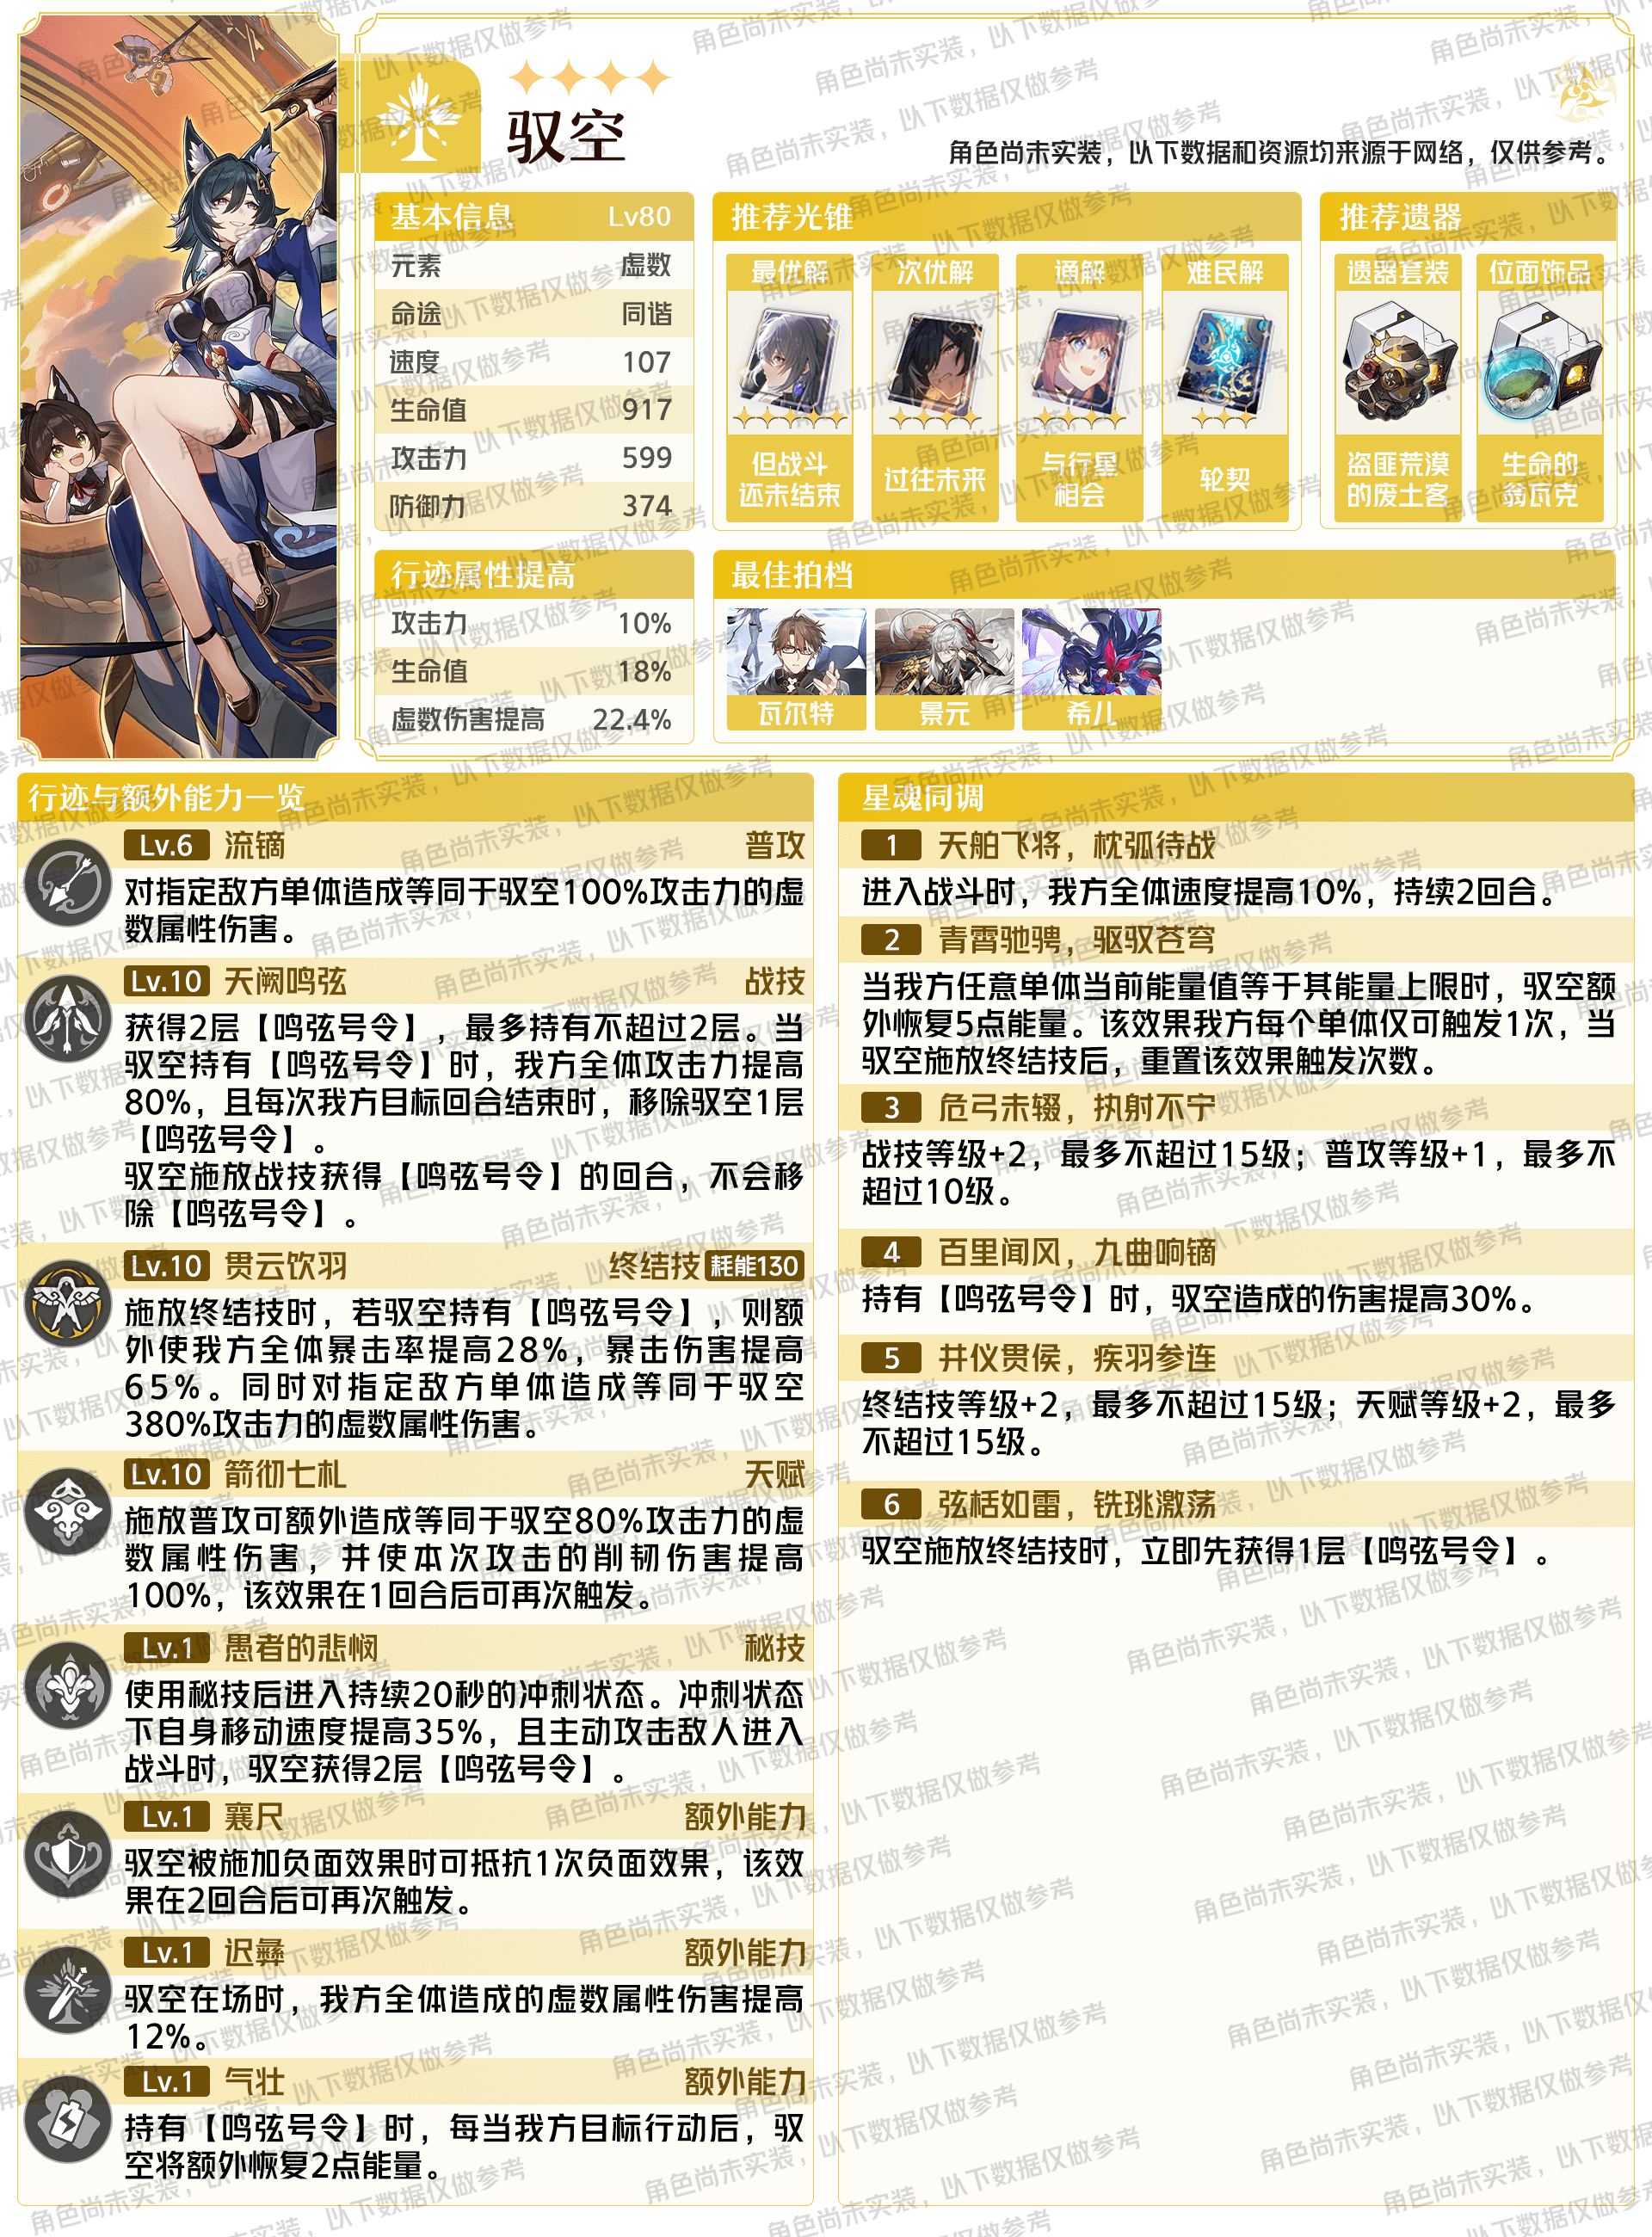 驭空
角色尚未实装，以下数据和资源均来源于网络，仅供参考。
基本信息 Lv80
元素 虚数
命途 同谐
速度 107
生命值 917
攻击力 599
防御力 374
推荐光锥
最优解 次优解 通解 难民解
但战斗
还未结束
过往未来
与行星
相会
轮契
推荐遗器
遗器套装 位面饰品
盗匪荒漠
的废土客
生命的
翁瓦克
行迹属性提高
攻击力 10%
生命值 18%
虚数伤害提高 22.4%
最佳拍档
瓦尔特 景元 希儿
行迹与额外能力一览
Lv.6 流镝 普攻
对指定敌方单体造成等同于驭空100%攻击力的虚
数属性伤害。
Lv.10 天阙鸣弦 战技
获得2层【鸣弦号令】，最多持有不超过2层。当
驭空持有【鸣弦号令】时，我方全体攻击力提高
80%，且每次我方目标回合结束时，移除驭空1层
【鸣弦号令】。
驭空施放战技获得【鸣弦号令】的回合，不会移
除【鸣弦号令】。
Lv.10 贯云饮羽 终结技 耗能130
施放终结技时，若驭空持有【鸣弦号令】，则额
外使我方全体暴击率提高28%，暴击伤害提高
65%。同时对指定敌方单体造成等同于驭空
380%攻击力的虚数属性伤害。
Lv.10 箭彻七札 天赋
施放普攻可额外造成等同于驭空80%攻击力的虚
数属性伤害，并使本次攻击的削韧伤害提高
100%，该效果在1回合后可再次触发。
Lv.1 愚者的悲悯 秘技
使用秘技后进入持续20秒的冲刺状态。冲刺状态
下自身移动速度提高35%，且主动攻击敌人进入
战斗时，驭空获得2层【鸣弦号令】。
Lv.1 襄尺 额外能力
驭空被施加负面效果时可抵抗1次负面效果，该效
果在2回合后可再次触发。
Lv.1 迟彝 额外能力
驭空在场时，我方全体造成的虚数属性伤害提高
12%。
Lv.1 气壮 额外能力
持有【鸣弦号令】时，每当我方目标行动后，驭
空将额外恢复2点能量。
星魂同调
1 天舶飞将，枕弧待战
进入战斗时，我方全体速度提高10%，持续2回合。
2 青霄驰骋，驱驭苍穹
当我方任意单体当前能量值等于其能量上限时，驭空额
外恢复5点能量。该效果我方每个单体仅可触发1次，当
驭空施放终结技后，重置该效果触发次数。
3 危弓未辍，执射不宁
战技等级+2，最多不超过15级；普攻等级+1，最多不
超过10级。
4 百里闻风，九曲响镝
持有【鸣弦号令】时，驭空造成的伤害提高30%。
5 井仪贯侯，疾羽参连
终结技等级+2，最多不超过15级；天赋等级+2，最多
不超过15级。
6 弦栝如雷，铣珧激荡
驭空施放终结技时，立即先获得1层【鸣弦号令】。
角色尚未实装，以下数据仅做参考